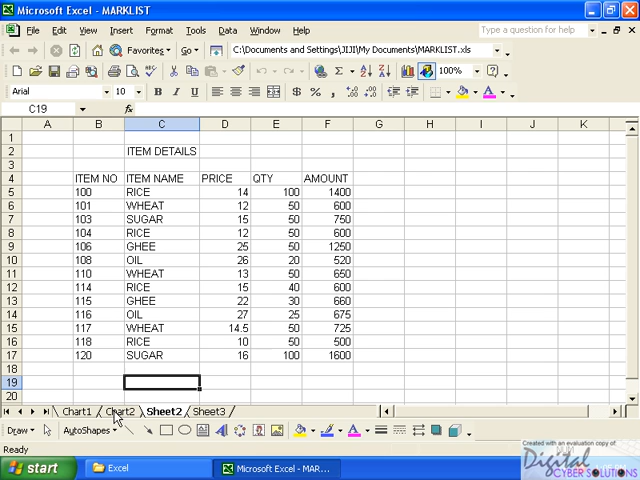 Microsoft Excel - MARKLIST
File Edit View Insert Format Tools Data Window Help Type a question for help
Favorites Go C:\Documents and Settings\JIJI\My Documents\MARKLIST.xls
Σ 100% ?
Arial 10 B I U $ % ,
C19 fx
A B C D E F G H I J K
1
2 ITEM DETAILS
3
4 ITEM NO ITEM NAME PRICE QTY AMOUNT
5 100 RICE 14 100 1400
6 101 WHEAT 12 50 600
7 103 SUGAR 15 50 750
8 104 RICE 12 50 600
9 106 GHEE 25 50 1250
10 108 OIL 26 20 520
11 110 WHEAT 13 50 650
12 114 RICE 15 40 600
13 115 GHEE 22 30 660
14 116 OIL 27 25 675
15 117 WHEAT 14.5 50 725
16 118 RICE 10 50 500
17 120 SUGAR 16 100 1600
18
19
20
Chart1 Chart2 Sheet2 Sheet3
Draw AutoShapes A
Ready
Created with an evaluation copy of
start Excel Microsoft Excel - MAR...
Digital
CYBER SOLUTIONS